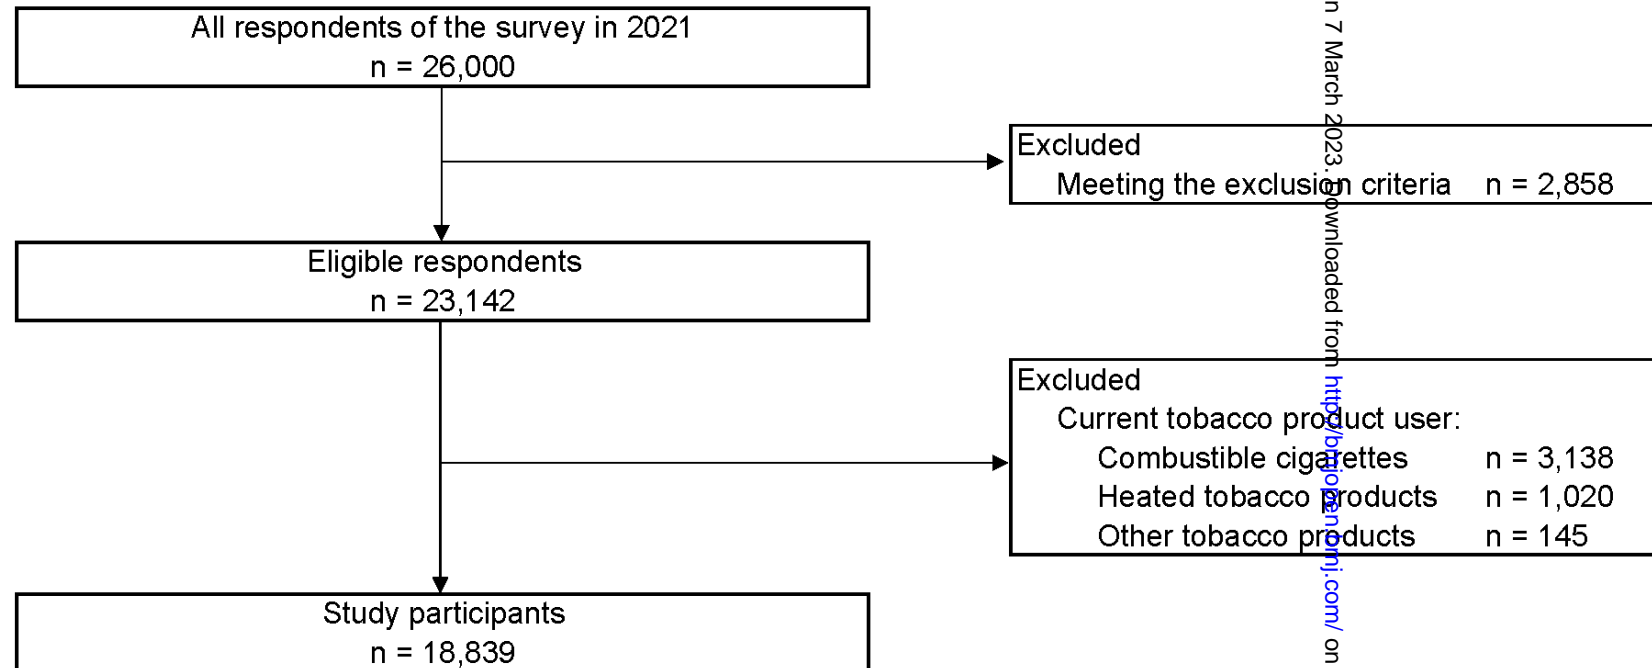 All respondents of the survey in 2021
n = 26,000
Excluded
Meeting the exclusion criteria n = 2,858
Eligible respondents
n = 23,142
Excluded
Current tobacco product user:
Combustible cigarettes n = 3,138
Heated tobacco products n = 1,020
Other tobacco products n = 145
Study participants
n = 18,839
n 7 March 2023. Downloaded from http://bmjopen.bmj.com/ on